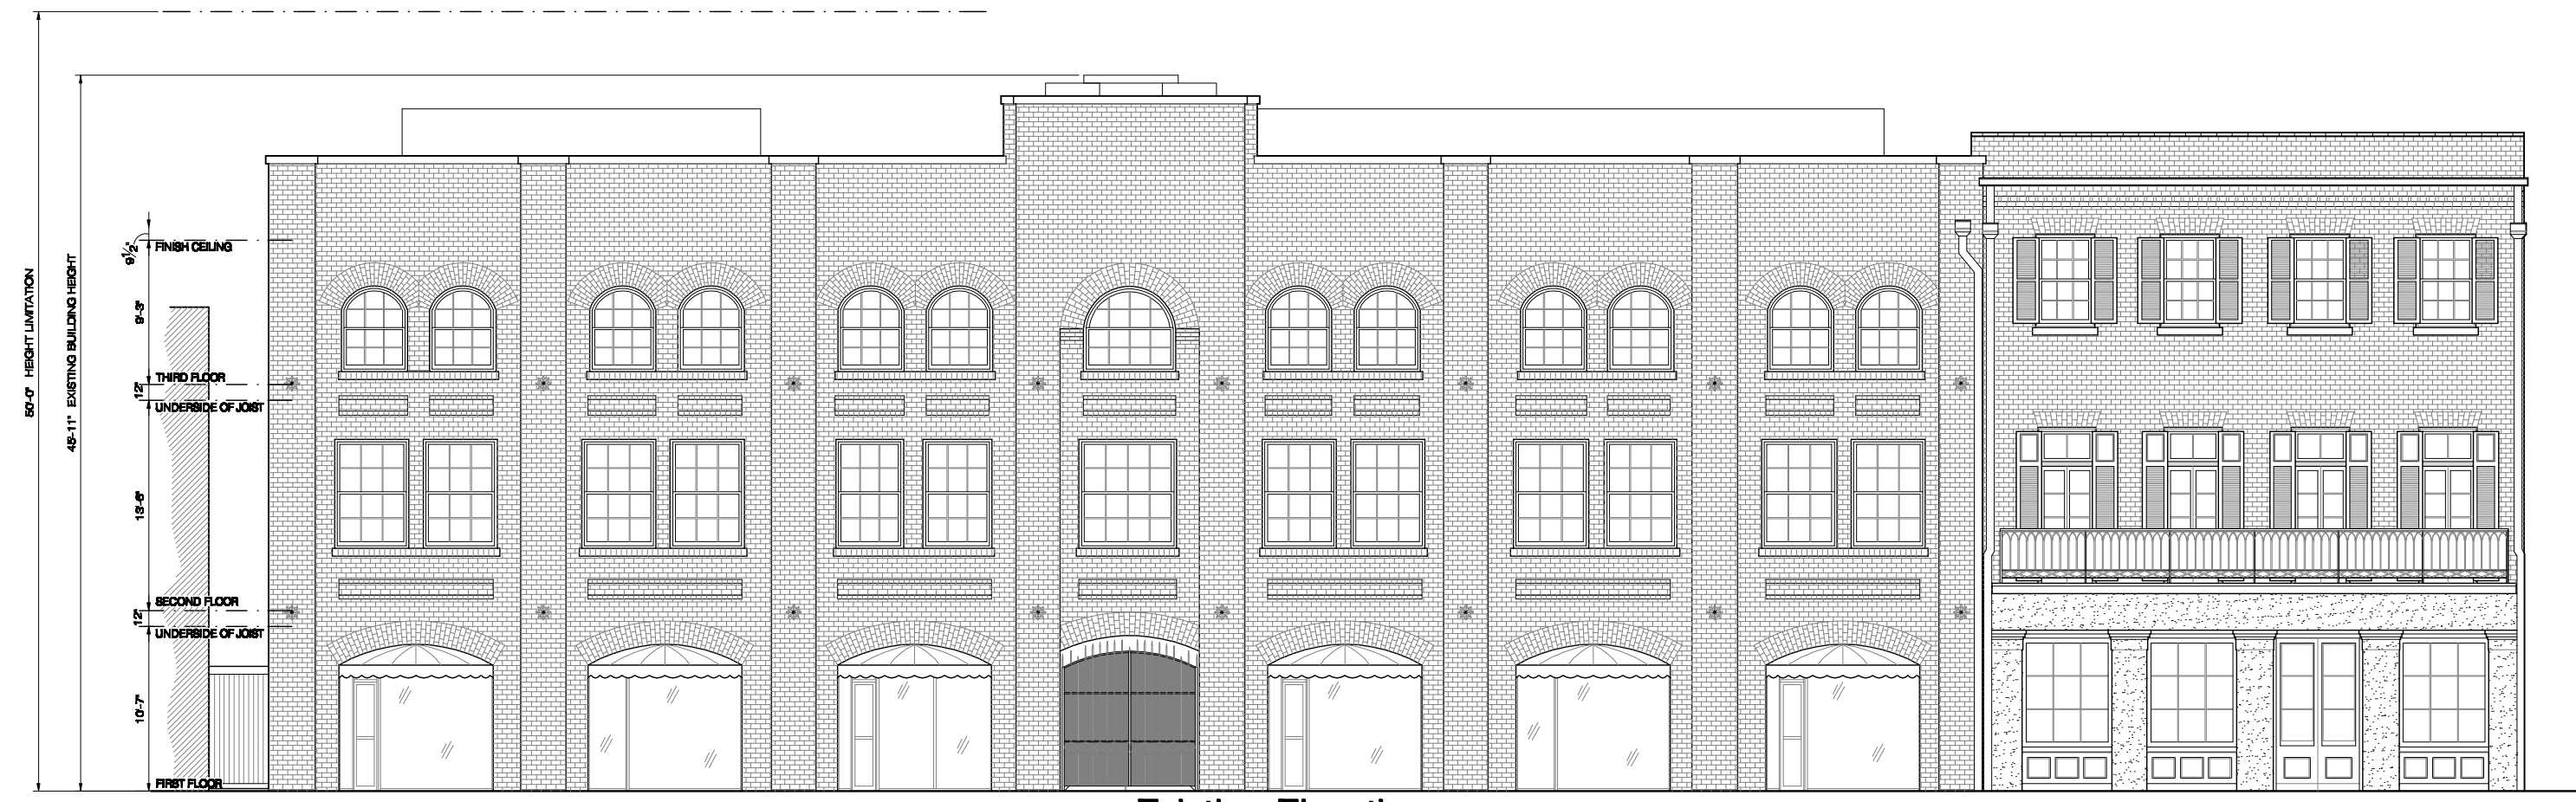 50'-0" HEIGHT LIMITATION
45'-11" EXISTING BUILDING HEIGHT
9 1/2"
FINISH CEILING
9'-3"
THIRD FLOOR
12"
UNDERSIDE OF JOIST
13'-6"
SECOND FLOOR
12"
UNDERSIDE OF JOIST
10'-7"
FIRST FLOOR